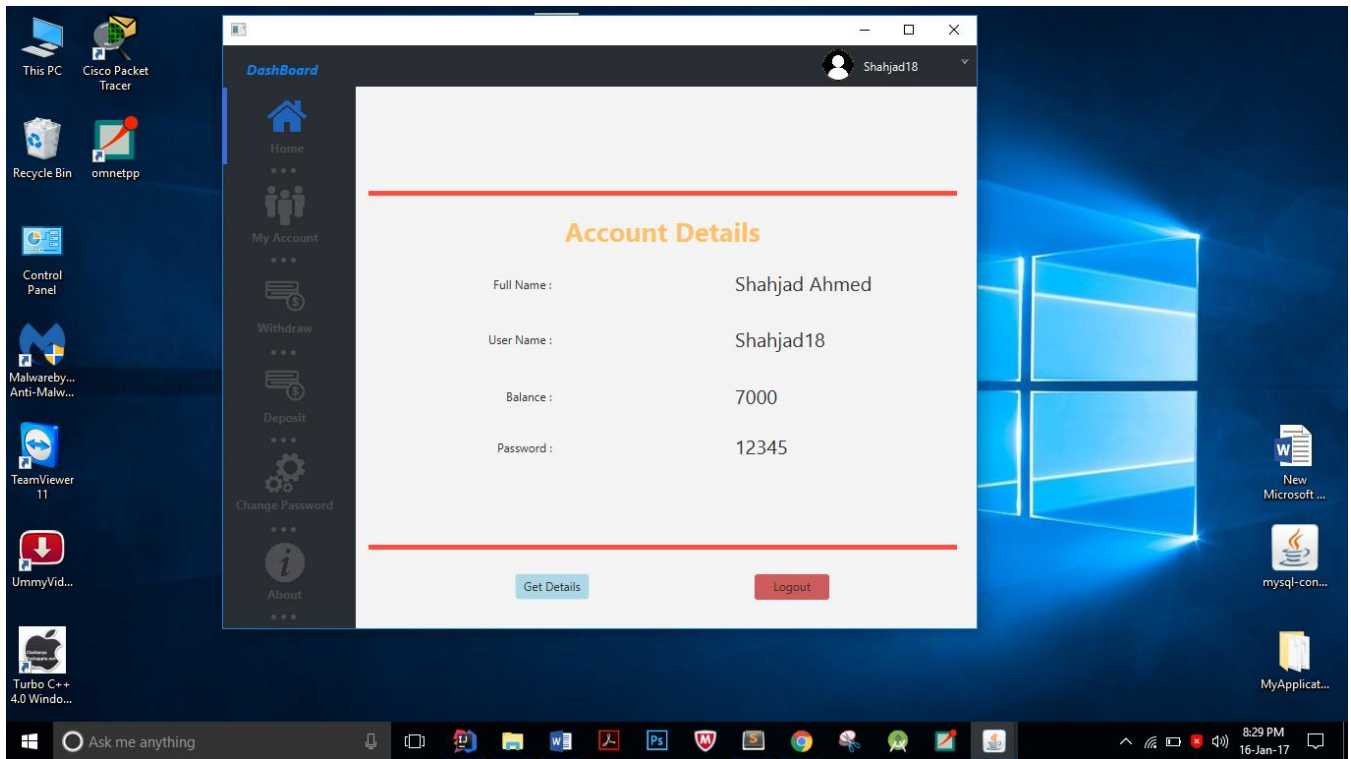 This PC
Cisco Packet
Tracer
Recycle Bin
omnetpp
Control
Panel
Malwareby...
Anti-Malw...
TeamViewer
11
UmmyVid...
Turbo C++
4.0 Windo...
DashBoard
Shahjad18
Home
My Account
Withdraw
Deposit
Change Password
About
Account Details
Full Name :
Shahjad Ahmed
User Name :
Shahjad18
Balance :
7000
Password :
12345
Get Details
Logout
New
Microsoft ...
mysql-con...
MyApplicat...
Ask me anything
8:29 PM
16-Jan-17